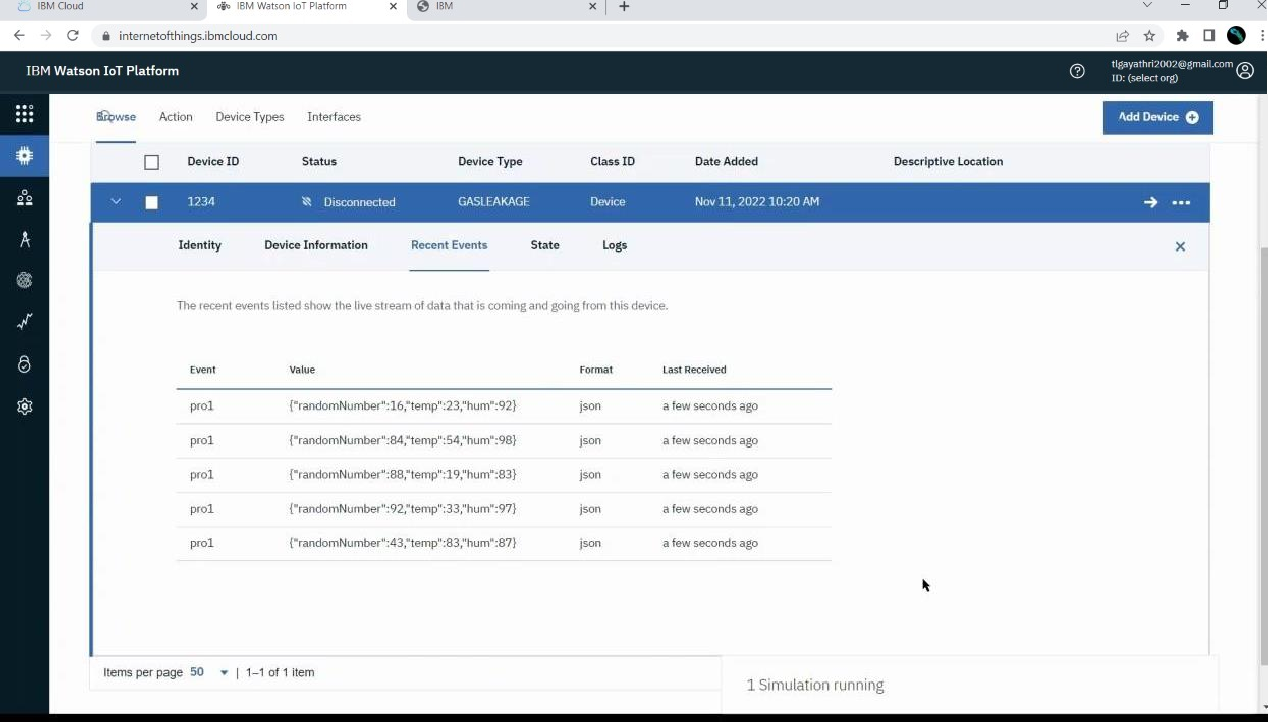 IBM Cloud
IBM Watson IoT Platform
IBM
internetofthings.ibmcloud.com
IBM Watson IoT Platform
tlgayathri2002@gmail.com
ID: (select org)
Browse Action Device Types Interfaces
Add Device
Device ID Status Device Type Class ID Date Added Descriptive Location
1234 Disconnected GASLEAKAGE Device Nov 11, 2022 10:20 AM
Identity Device Information Recent Events State Logs
The recent events listed show the live stream of data that is coming and going from this device.
Event Value Format Last Received
pro1 {"randomNumber":16,"temp":23,"hum":92} json a few seconds ago
pro1 {"randomNumber":84,"temp":54,"hum":98} json a few seconds ago
pro1 {"randomNumber":88,"temp":19,"hum":83} json a few seconds ago
pro1 {"randomNumber":92,"temp":33,"hum":97} json a few seconds ago
pro1 {"randomNumber":43,"temp":83,"hum":87} json a few seconds ago
Items per page 50 | 1–1 of 1 item
1 Simulation running